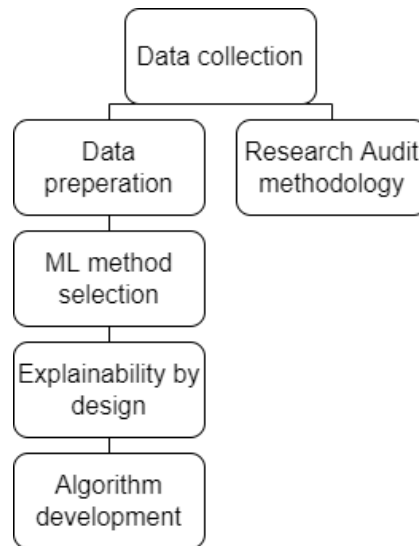 Data collection
Data
preperation
Research Audit
methodology
ML method
selection
Explainability by
design
Algorithm
development